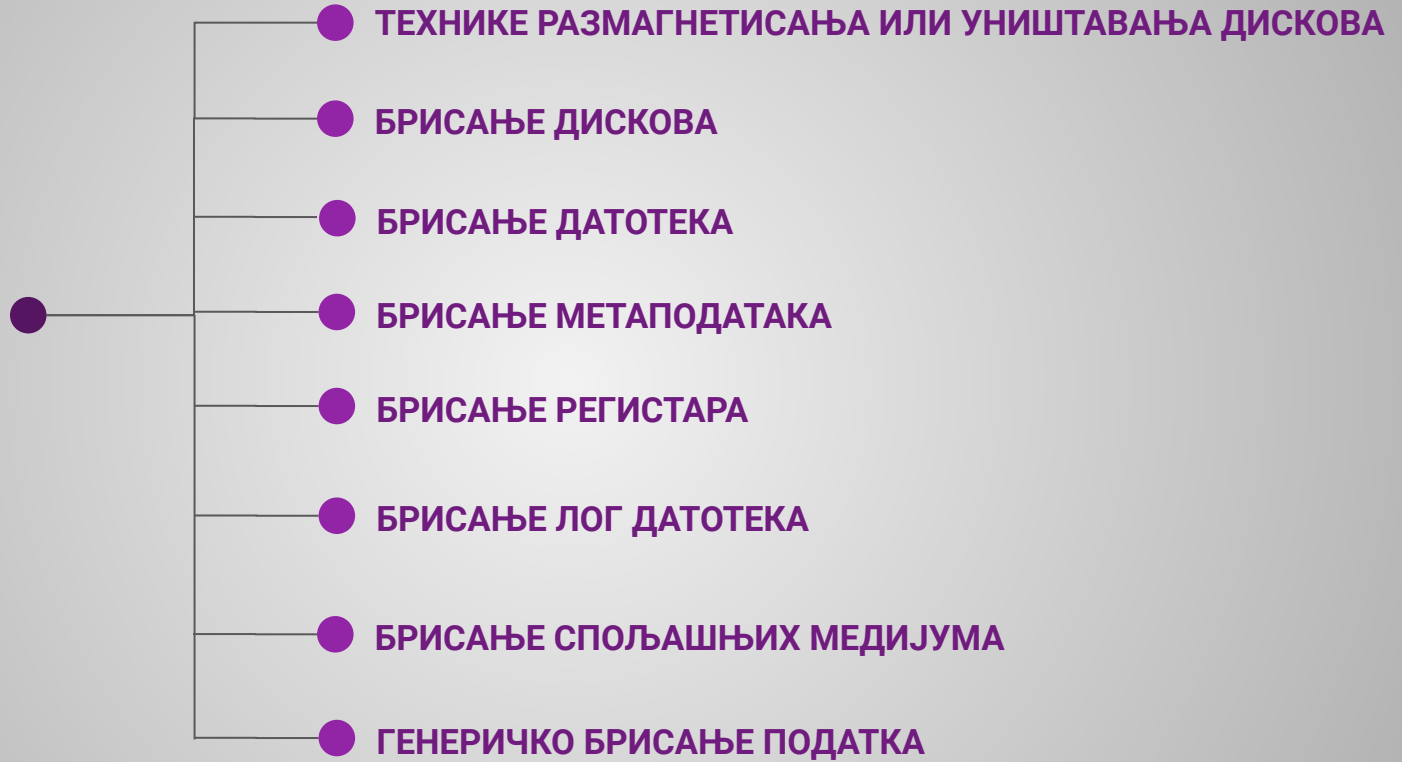 ТЕХНИКЕ РАЗМАГНЕТИСАЊА ИЛИ УНИШТАВАЊА ДИСКОВА
БРИСАЊЕ ДИСКОВА
БРИСАЊЕ ДАТОТЕКА
БРИСАЊЕ МЕТАПОДАТАКА
БРИСАЊЕ РЕГИСТАРА
БРИСАЊЕ ЛОГ ДАТОТЕКА
БРИСАЊЕ СПОЉАШЊИХ МЕДИЈУМА
ГЕНЕРИЧКО БРИСАЊЕ ПОДАТКА